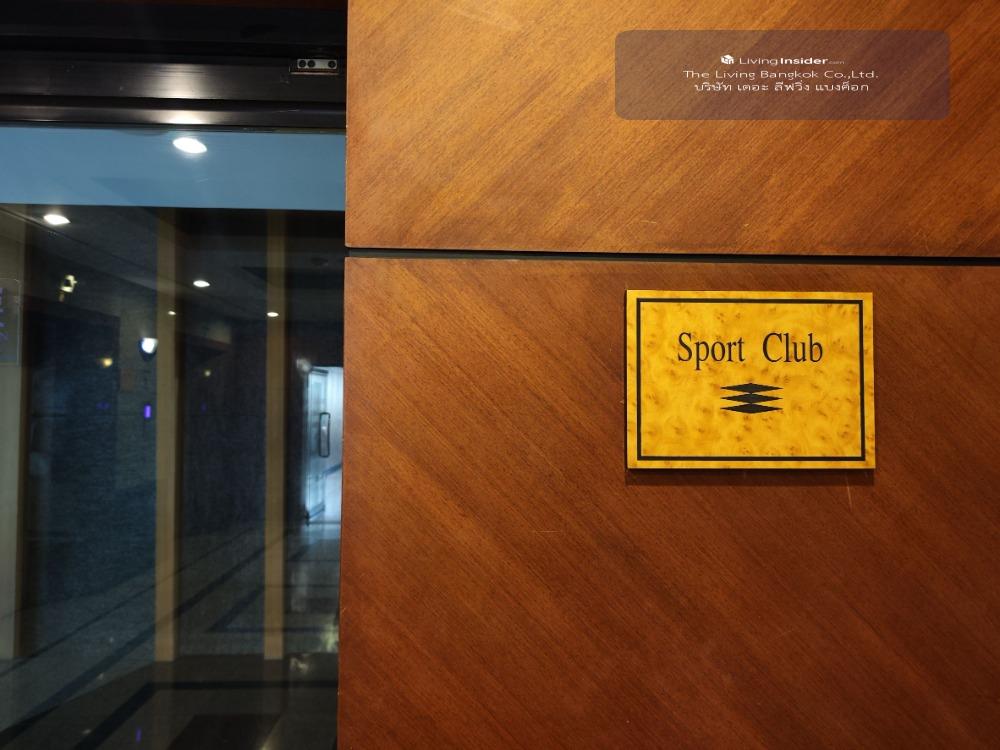 LivingInsider.com
The Living Bangkok Co.,Ltd.
บริษัท เดอะ ลีฟวิ่ง แบงค็อก
Sport Club